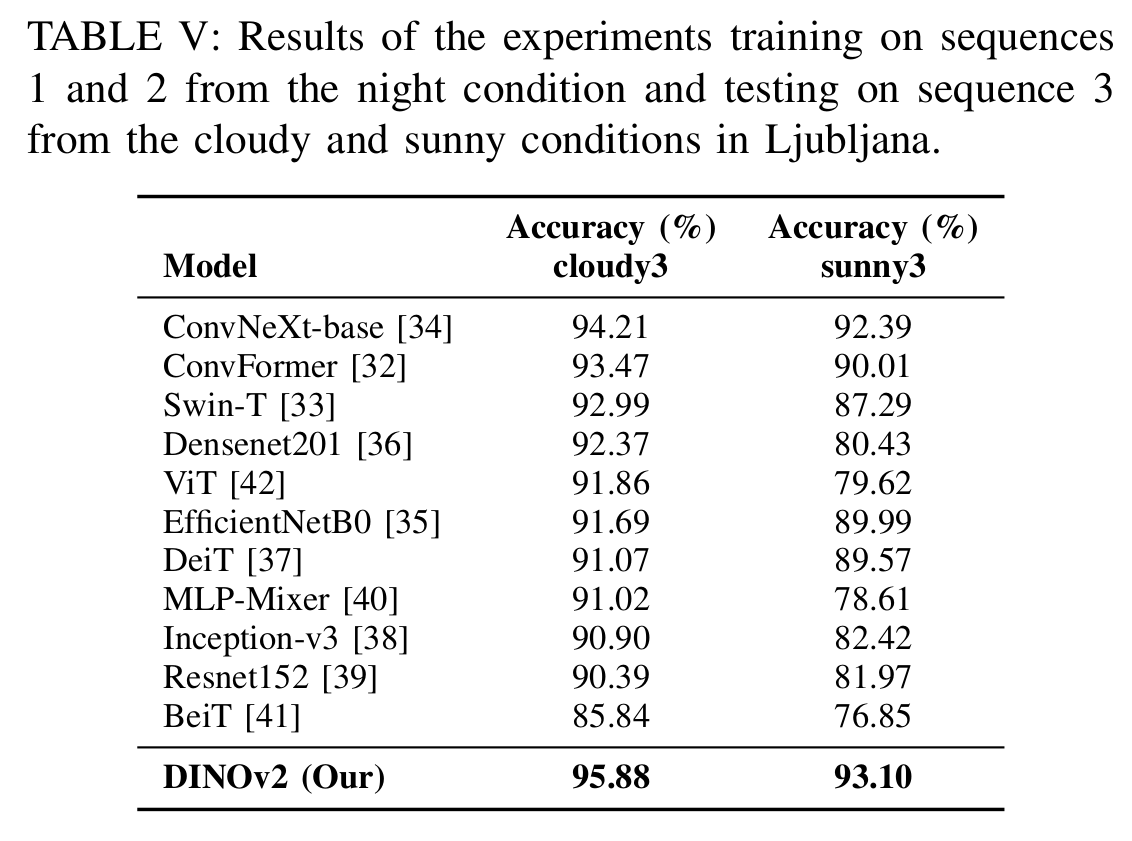 TABLE V: Results of the experiments training on sequences
1 and 2 from the night condition and testing on sequence 3
from the cloudy and sunny conditions in Ljubljana.
Accuracy (%) Accuracy (%)
Model cloudy3 sunny3
ConvNeXt-base [34] 94.21 92.39
ConvFormer [32] 93.47 90.01
Swin-T [33] 92.99 87.29
Densenet201 [36] 92.37 80.43
ViT [42] 91.86 79.62
EfficientNetB0 [35] 91.69 89.99
DeiT [37] 91.07 89.57
MLP-Mixer [40] 91.02 78.61
Inception-v3 [38] 90.90 82.42
Resnet152 [39] 90.39 81.97
BeiT [41] 85.84 76.85
DINOv2 (Our) 95.88 93.10